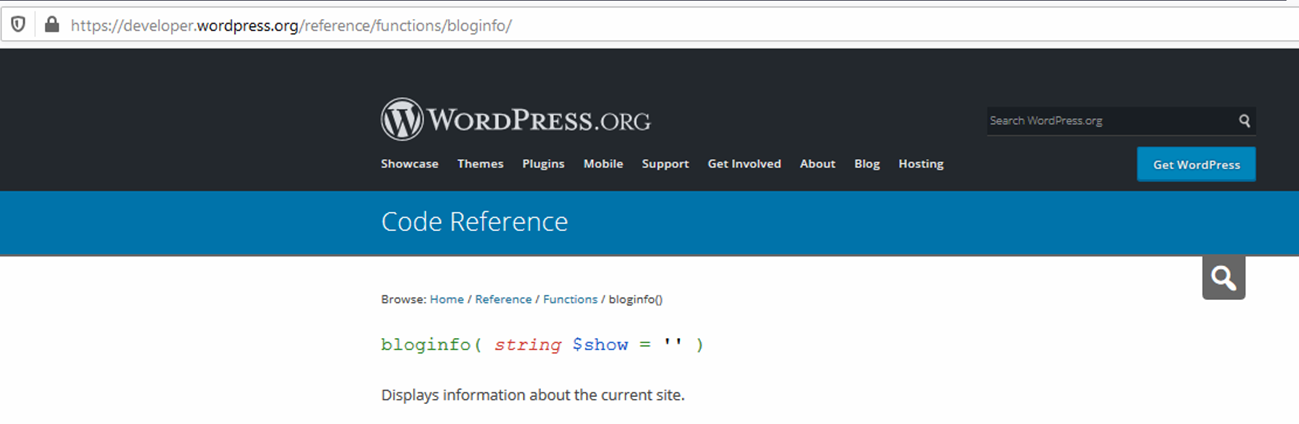 https://developer.wordpress.org/reference/functions/bloginfo/
WORDPRESS.ORG
Search WordPress.org
Showcase Themes Plugins Mobile Support Get Involved About Blog Hosting
Get WordPress
Code Reference
Browse: Home / Reference / Functions / bloginfo()
bloginfo( string $show = '' )
Displays information about the current site.